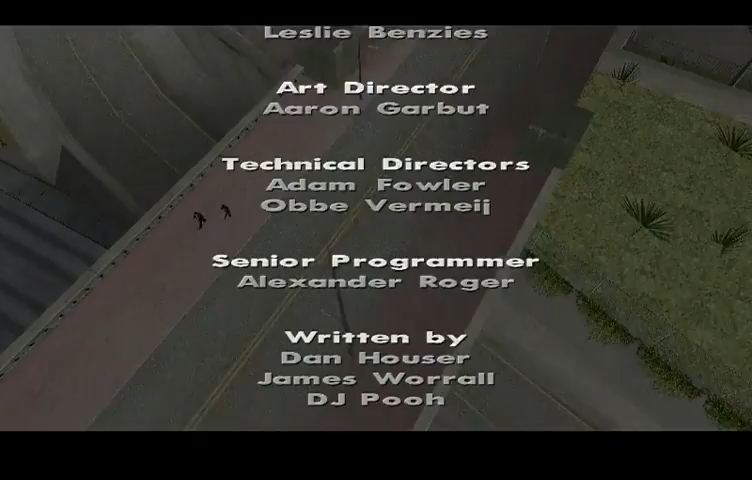 Leslie Benzies
Art Director
Aaron Garbut
Technical Directors
Adam Fowler
Obbe Vermeij
Senior Programmer
Alexander Roger
Written by
Dan Houser
James Worrall
DJ Pooh